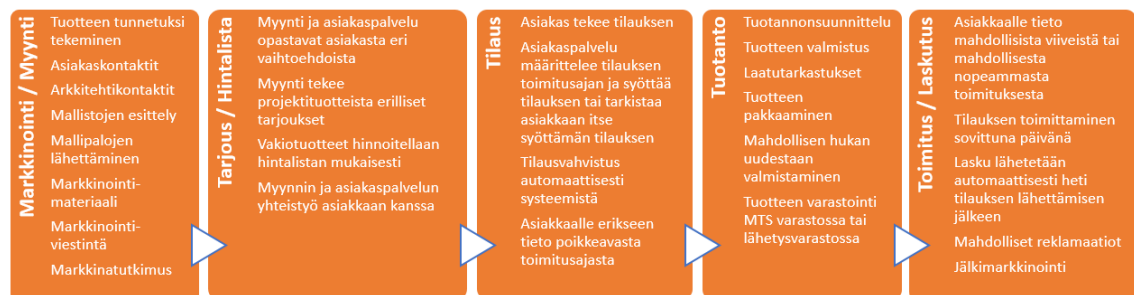 Markkinointi / Myynti
Tuotteen tunnetuksi
tekeminen
Asiakaskontaktit
Arkkitehtikontaktit
Mallistojen esittely
Mallipalojen
lähettäminen
Markkinointi-
materiaali
Markkinointi-
viestintä
Markkinatutkimus
Tarjous / Hintalista
Myynti ja asiakaspalvelu
opastavat asiakasta eri
vaihtoehdoista
Myynti tekee
projektituotteista erilliset
tarjoukset
Vakiotuotteet hinnoitellaan
hintalistan mukaisesti
Myynnin ja asiakaspalvelun
yhteistyö asiakkaan kanssa
Tilaus
Asiakas tekee tilauksen
Asiakaspalvelu
määrittelee tilauksen
toimitusajan ja syöttää
tilauksen tai tarkistaa
asiakkaan itse
syöttämän tilauksen
Tilausvahvistus
automaattisesti
systeemistä
Asiakkaalle erikseen
tieto poikkeavasta
toimitusajasta
Tuotanto
Tuotannonsuunnittelu
Tuotteen valmistus
Laatutarkastukset
Tuotteen
pakkaaminen
Mahdollisen hukan
uudestaan
valmistaminen
Tuotteen varastointi
MTS varastossa tai
lähetysvarastossa
Toimitus / Laskutus
Asiakkaalle tieto
mahdollisista viiveistä tai
mahdollisesta
nopeammasta
toimituksesta
Tilauksen toimittaminen
sovittuna päivänä
Lasku lähetetään
automaattisesti heti
tilauksen lähettämisen
jälkeen
Mahdolliset reklamaatiot
Jälkimarkkinointi